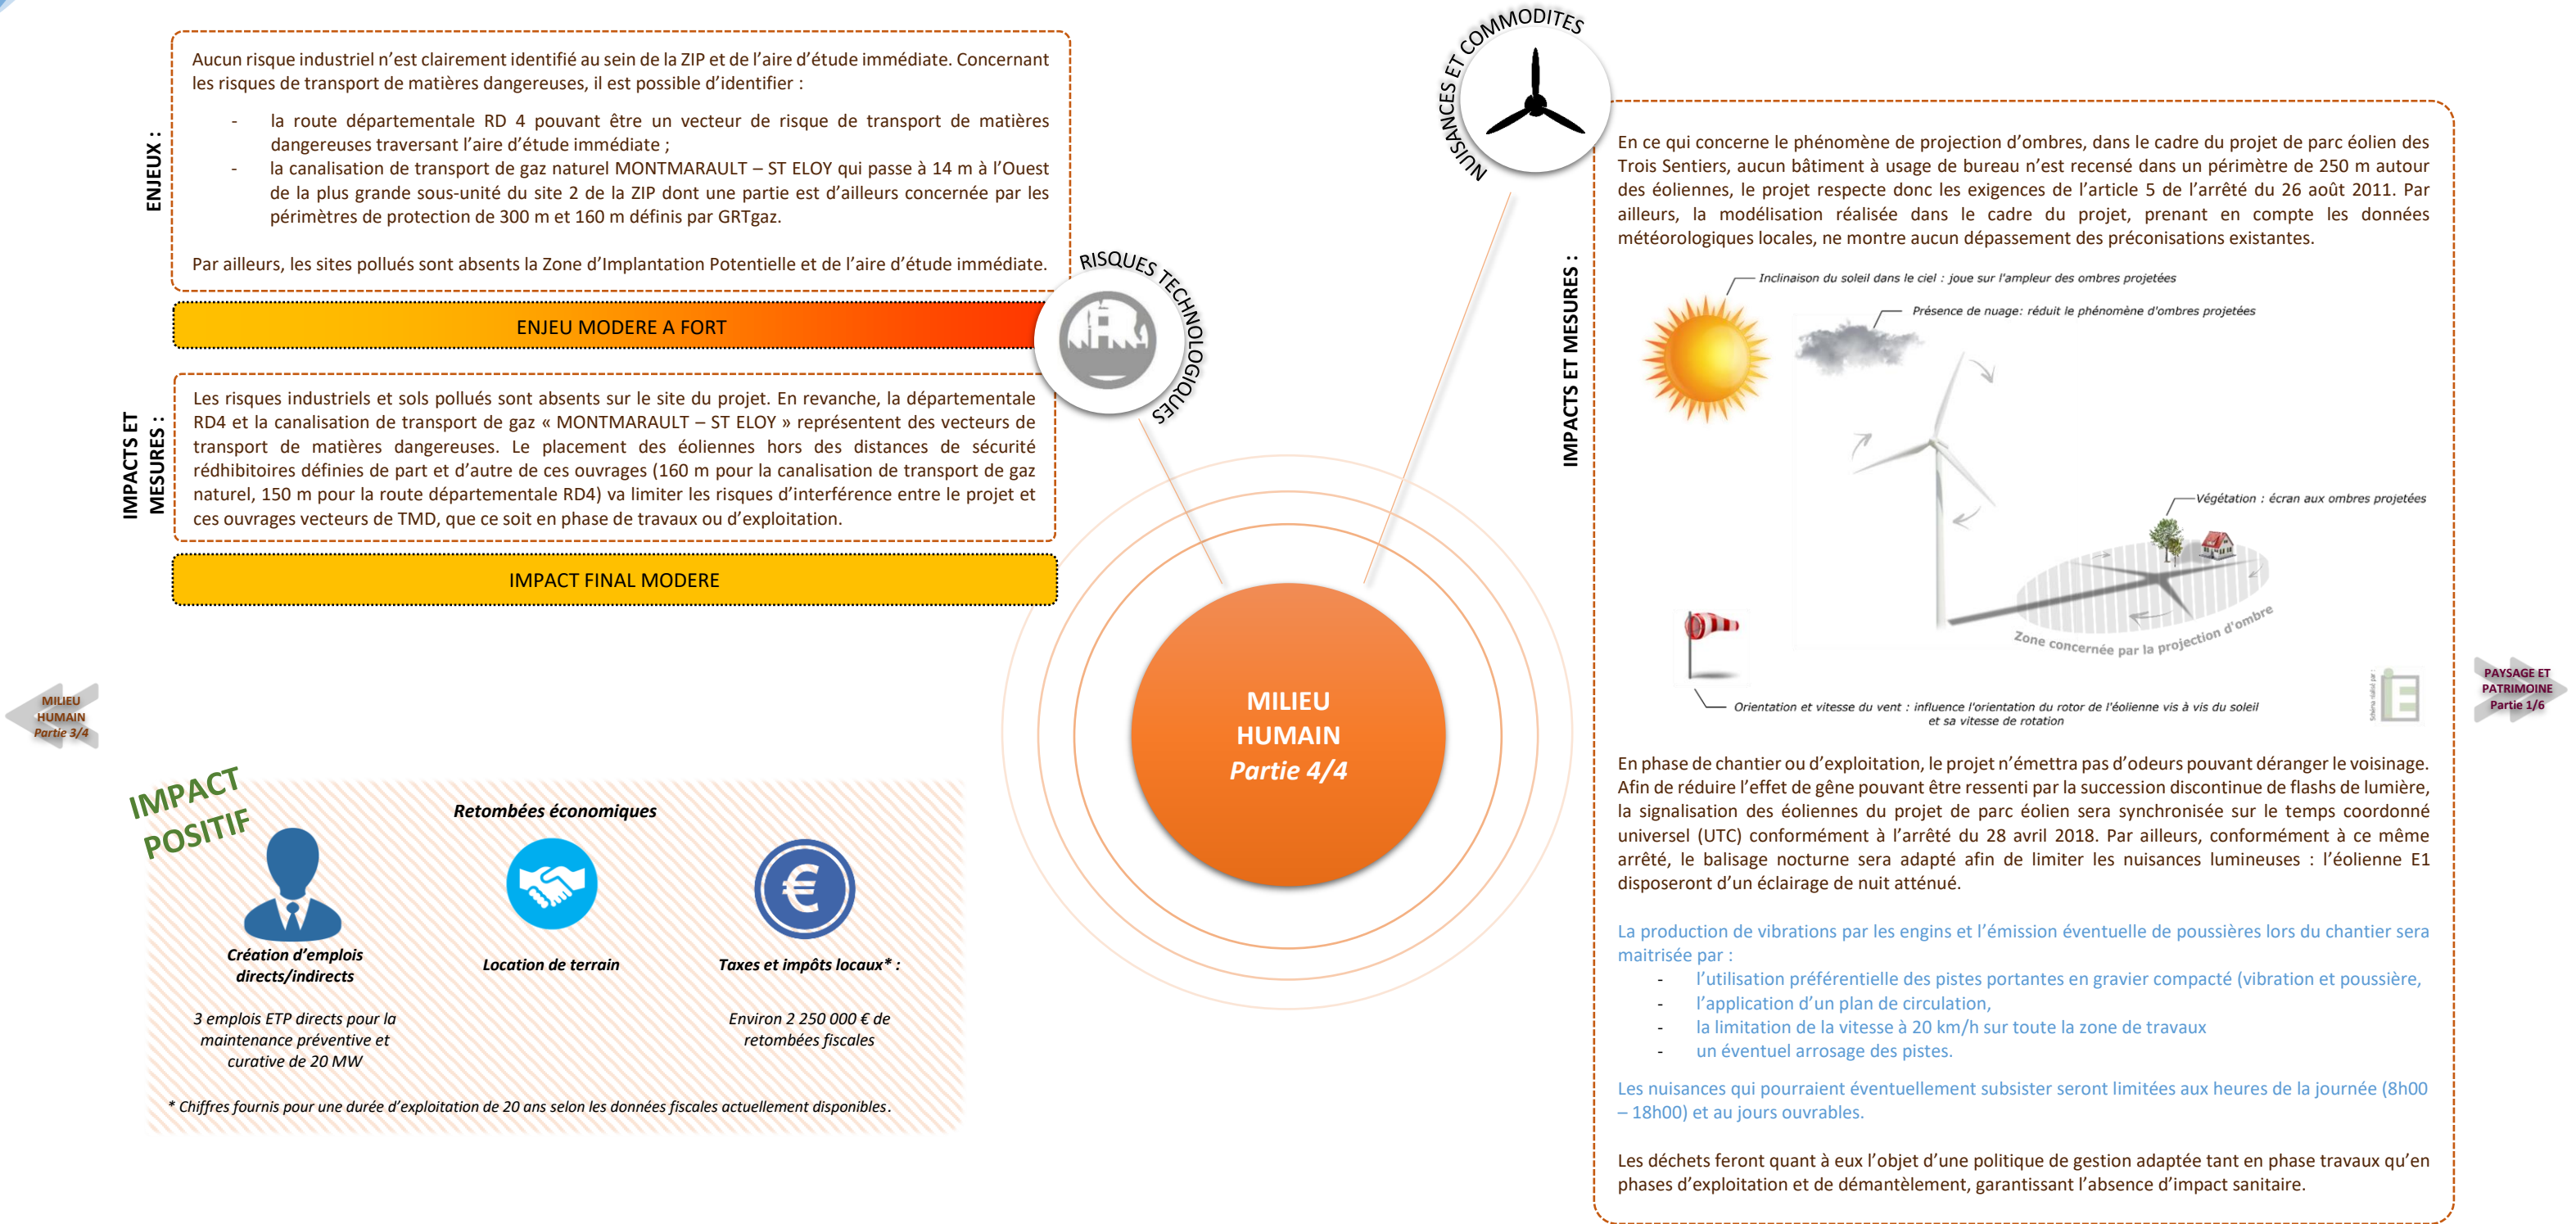 ENJEUX :
Aucun risque industriel n’est clairement identifié au sein de la ZIP et de l’aire d’étude immédiate. Concernant
les risques de transport de matières dangereuses, il est possible d’identifier :
- la route départementale RD 4 pouvant être un vecteur de risque de transport de matières
dangereuses traversant l’aire d’étude immédiate ;
- la canalisation de transport de gaz naturel MONTMARAULT – ST ELOY qui passe à 14 m à l’Ouest
de la plus grande sous-unité du site 2 de la ZIP dont une partie est d’ailleurs concernée par les
périmètres de protection de 300 m et 160 m définis par GRTgaz.
Par ailleurs, les sites pollués sont absents la Zone d’Implantation Potentielle et de l’aire d’étude immédiate.
ENJEU MODERE A FORT
RISQUES TECHNOLOGIQUES
IMPACTS ET
MESURES :
Les risques industriels et sols pollués sont absents sur le site du projet. En revanche, la départementale
RD4 et la canalisation de transport de gaz « MONTMARAULT – ST ELOY » représentent des vecteurs de
transport de matières dangereuses. Le placement des éoliennes hors des distances de sécurité
rédhibitoires définies de part et d’autre de ces ouvrages (160 m pour la canalisation de transport de gaz
naturel, 150 m pour la route départementale RD4) va limiter les risques d’interférence entre le projet et
ces ouvrages vecteurs de TMD, que ce soit en phase de travaux ou d’exploitation.
IMPACT FINAL MODERE
MILIEU
HUMAIN
Partie 3/4
MILIEU
HUMAIN
Partie 4/4
IMPACT
POSITIF
Retombées économiques
Création d’emplois
directs/indirects
3 emplois ETP directs pour la
maintenance préventive et
curative de 20 MW
Location de terrain
Taxes et impôts locaux* :
Environ 2 250 000 € de
retombées fiscales
* Chiffres fournis pour une durée d’exploitation de 20 ans selon les données fiscales actuellement disponibles.
NUISANCES ET COMMODITES
IMPACTS ET MESURES :
En ce qui concerne le phénomène de projection d’ombres, dans le cadre du projet de parc éolien des
Trois Sentiers, aucun bâtiment à usage de bureau n’est recensé dans un périmètre de 250 m autour
des éoliennes, le projet respecte donc les exigences de l’article 5 de l’arrêté du 26 août 2011. Par
ailleurs, la modélisation réalisée dans le cadre du projet, prenant en compte les données
météorologiques locales, ne montre aucun dépassement des préconisations existantes.
Inclinaison du soleil dans le ciel : joue sur l'ampleur des ombres projetées
Présence de nuage: réduit le phénomène d'ombres projetées
Végétation : écran aux ombres projetées
Zone concernée par la projection d'ombre
Orientation et vitesse du vent : influence l'orientation du rotor de l'éolienne vis à vis du soleil
et sa vitesse de rotation
Schéma réalisé par :
iE
En phase de chantier ou d’exploitation, le projet n’émettra pas d’odeurs pouvant déranger le voisinage.
Afin de réduire l’effet de gêne pouvant être ressenti par la succession discontinue de flashs de lumière,
la signalisation des éoliennes du projet de parc éolien sera synchronisée sur le temps coordonné
universel (UTC) conformément à l’arrêté du 28 avril 2018. Par ailleurs, conformément à ce même
arrêté, le balisage nocturne sera adapté afin de limiter les nuisances lumineuses : l’éolienne E1
disposeront d’un éclairage de nuit atténué.
La production de vibrations par les engins et l’émission éventuelle de poussières lors du chantier sera
maitrisée par :
- l’utilisation préférentielle des pistes portantes en gravier compacté (vibration et poussière,
- l’application d’un plan de circulation,
- la limitation de la vitesse à 20 km/h sur toute la zone de travaux
- un éventuel arrosage des pistes.
Les nuisances qui pourraient éventuellement subsister seront limitées aux heures de la journée (8h00
– 18h00) et au jours ouvrables.
Les déchets feront quant à eux l’objet d’une politique de gestion adaptée tant en phase travaux qu’en
phases d’exploitation et de démantèlement, garantissant l’absence d’impact sanitaire.
PAYSAGE ET
PATRIMOINE
Partie 1/6